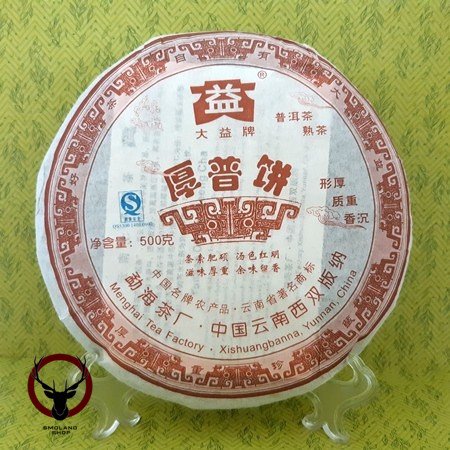 益
®
大益牌
普洱茶
熟茶
厚普饼
形厚
质重
香沉
QS
净含量: 500克
条索肥硕 汤色红明
滋味厚重 余味留香
中国名牌农产品·云南省著名商标
勐海茶厂·中国云南西双版纳
Menghai Tea Factory · Xishuangbanna, Yunnan, China
SMOLAND
SHOP